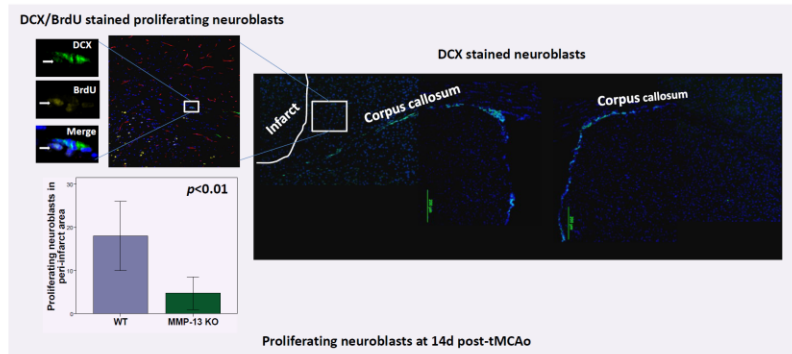 DCX/BrdU stained proliferating neuroblasts
DCX
BrdU
Merge
DCX stained neuroblasts
Infarct
Corpus callosum
Corpus callosum
p<0.01
Proliferating neuroblasts in
peri-infarct area
30
20
10
0
WT
MMP-13 KO
Proliferating neuroblasts at 14d post-tMCAo